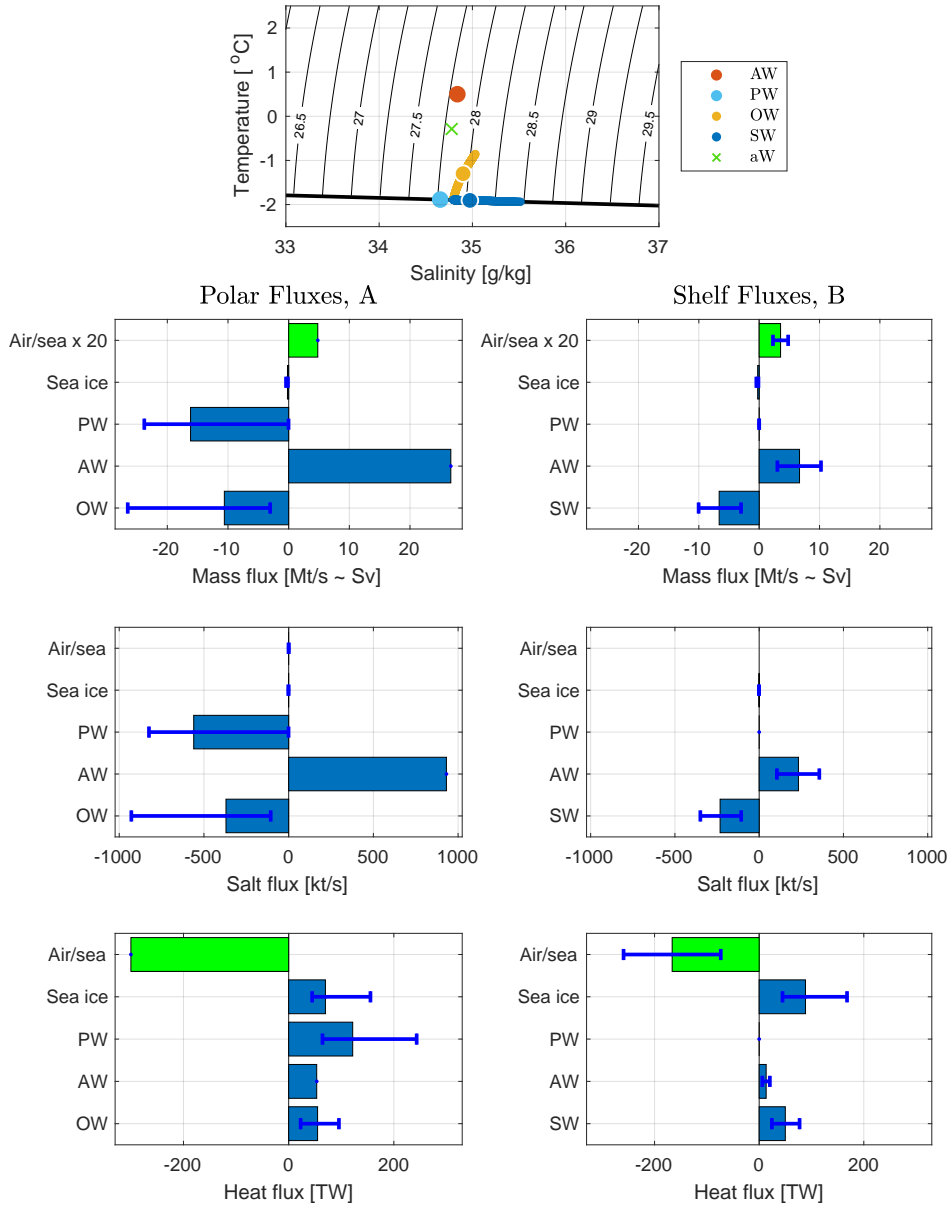 2
1
0
-1
-2
Temperature [ °C]
26.5
27
27.5
28
28.5
29
29.5
33
34
35
36
37
Salinity [g/kg]
AW
PW
OW
SW
aW
Polar Fluxes, A
Air/sea x 20
Sea ice
PW
AW
OW
-20
-10
0
10
20
Mass flux [Mt/s ~ Sv]
Shelf Fluxes, B
Air/sea x 20
Sea ice
PW
AW
SW
-20
-10
0
10
20
Mass flux [Mt/s ~ Sv]
Air/sea
Sea ice
PW
AW
OW
-1000
-500
0
500
1000
Salt flux [kt/s]
Air/sea
Sea ice
PW
AW
SW
-1000
-500
0
500
1000
Salt flux [kt/s]
Air/sea
Sea ice
PW
AW
OW
-200
0
200
Heat flux [TW]
Air/sea
Sea ice
PW
AW
SW
-200
0
200
Heat flux [TW]